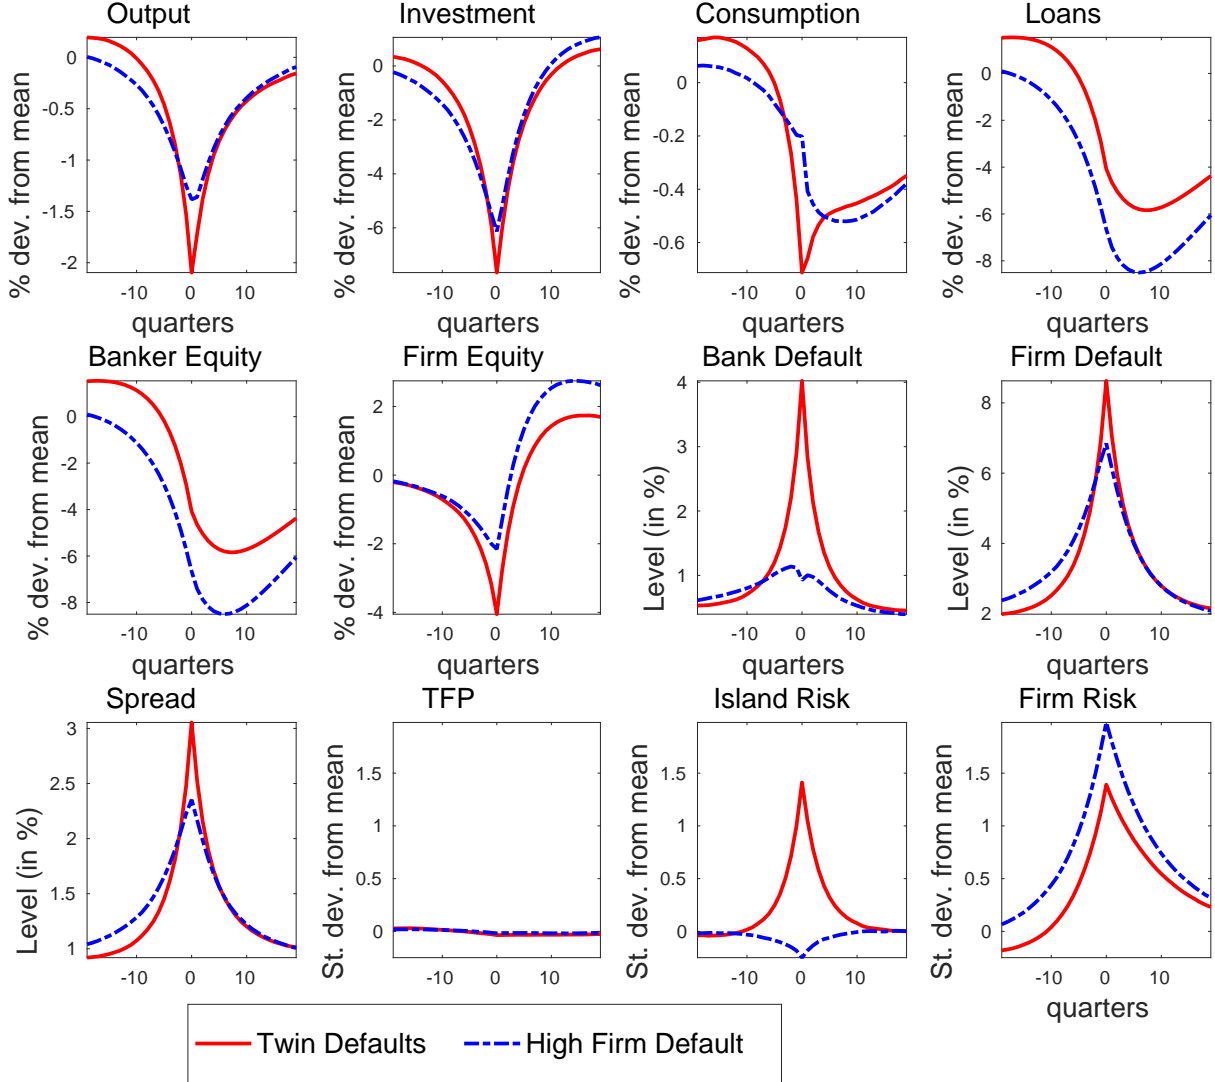 Output Investment Consumption Loans
% dev. from mean
0
-0.5
-1
-1.5
-2
-10 0 10
quarters
% dev. from mean
0
-2
-4
-6
-10 0 10
quarters
% dev. from mean
0
-0.2
-0.4
-0.6
-10 0 10
quarters
% dev. from mean
0
-2
-4
-6
-8
-10 0 10
quarters
Banker Equity Firm Equity Bank Default Firm Default
% dev. from mean
0
-2
-4
-6
-8
-10 0 10
quarters
% dev. from mean
2
0
-2
-4
-10 0 10
quarters
Level (in %)
4
3
2
1
-10 0 10
quarters
Level (in %)
8
6
4
2
-10 0 10
quarters
Spread TFP Island Risk Firm Risk
Level (in %)
3
2.5
2
1.5
1
-10 0 10
St. dev. from mean
1.5
1
0.5
0
-10 0 10
St. dev. from mean
1.5
1
0.5
0
-10 0 10
St. dev. from mean
1.5
1
0.5
0
-10 0 10
quarters
Twin Defaults High Firm Default